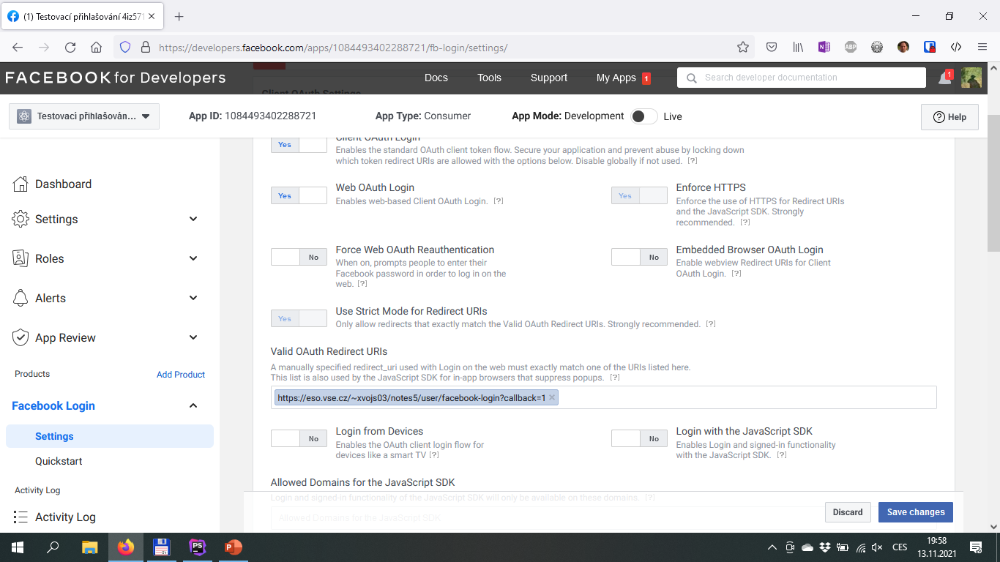 (1) Testovací přihlašování 4iz571
https://developers.facebook.com/apps/1084493402288721/fb-login/settings/
ABP
FACEBOOK for Developers
Docs
Tools
Support
My Apps 1
Search developer documentation
1
Client OAuth Settings
Testovací přihlašován...
App ID: 1084493402288721
App Type: Consumer
App Mode: Development
Live
Help
Dashboard
Settings
Roles
Alerts
App Review
Products
Add Product
Facebook Login
Settings
Quickstart
Activity Log
Activity Log
Yes
Client OAuth Login
Enables the standard OAuth client token flow. Secure your application and prevent abuse by locking down
which token redirect URIs are allowed with the options below. Disable globally if not used. [?]
Yes
Web OAuth Login
Enables web-based Client OAuth Login. [?]
Yes
Enforce HTTPS
Enforce the use of HTTPS for Redirect URIs
and the JavaScript SDK. Strongly
recommended. [?]
No
Force Web OAuth Reauthentication
When on, prompts people to enter their
Facebook password in order to log in on the
web. [?]
No
Embedded Browser OAuth Login
Enable webview Redirect URIs for Client
OAuth Login. [?]
Yes
Use Strict Mode for Redirect URIs
Only allow redirects that exactly match the Valid OAuth Redirect URIs. Strongly recommended. [?]
Valid OAuth Redirect URIs
A manually specified redirect_uri used with Login on the web must exactly match one of the URIs listed here.
This list is also used by the JavaScript SDK for in-app browsers that suppress popups. [?]
https://eso.vse.cz/~xvojs03/notes5/user/facebook-login?callback=1
No
Login from Devices
Enables the OAuth client login flow for
devices like a smart TV [?]
No
Login with the JavaScript SDK
Enables Login and signed-in functionality
with the JavaScript SDK. [?]
Allowed Domains for the JavaScript SDK
Login and signed-in functionality of the JavaScript SDK will only be available on these domains. [?]
Allowed Domains for the JavaScript SDK
Discard
Save changes
PS
P
CES
19:58
13.11.2021